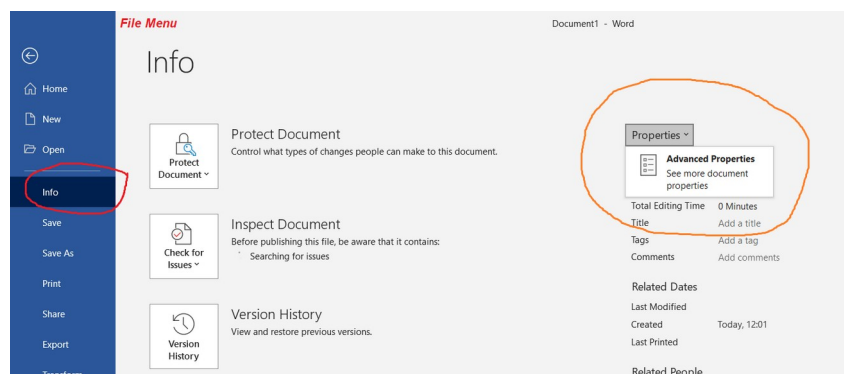 File Menu
Document1 - Word
Info
Home
New
Open
Info
Save
Save As
Print
Share
Export
Transform
Protect
Document
Protect Document
Control what types of changes people can make to this document.
Check for
Issues
Inspect Document
Before publishing this file, be aware that it contains:
Searching for issues
Version
History
Version History
View and restore previous versions.
Properties
Advanced Properties
See more document
properties
Total Editing Time 0 Minutes
Title Add a title
Tags Add a tag
Comments Add comments
Related Dates
Last Modified
Created Today, 12:01
Last Printed
Related People